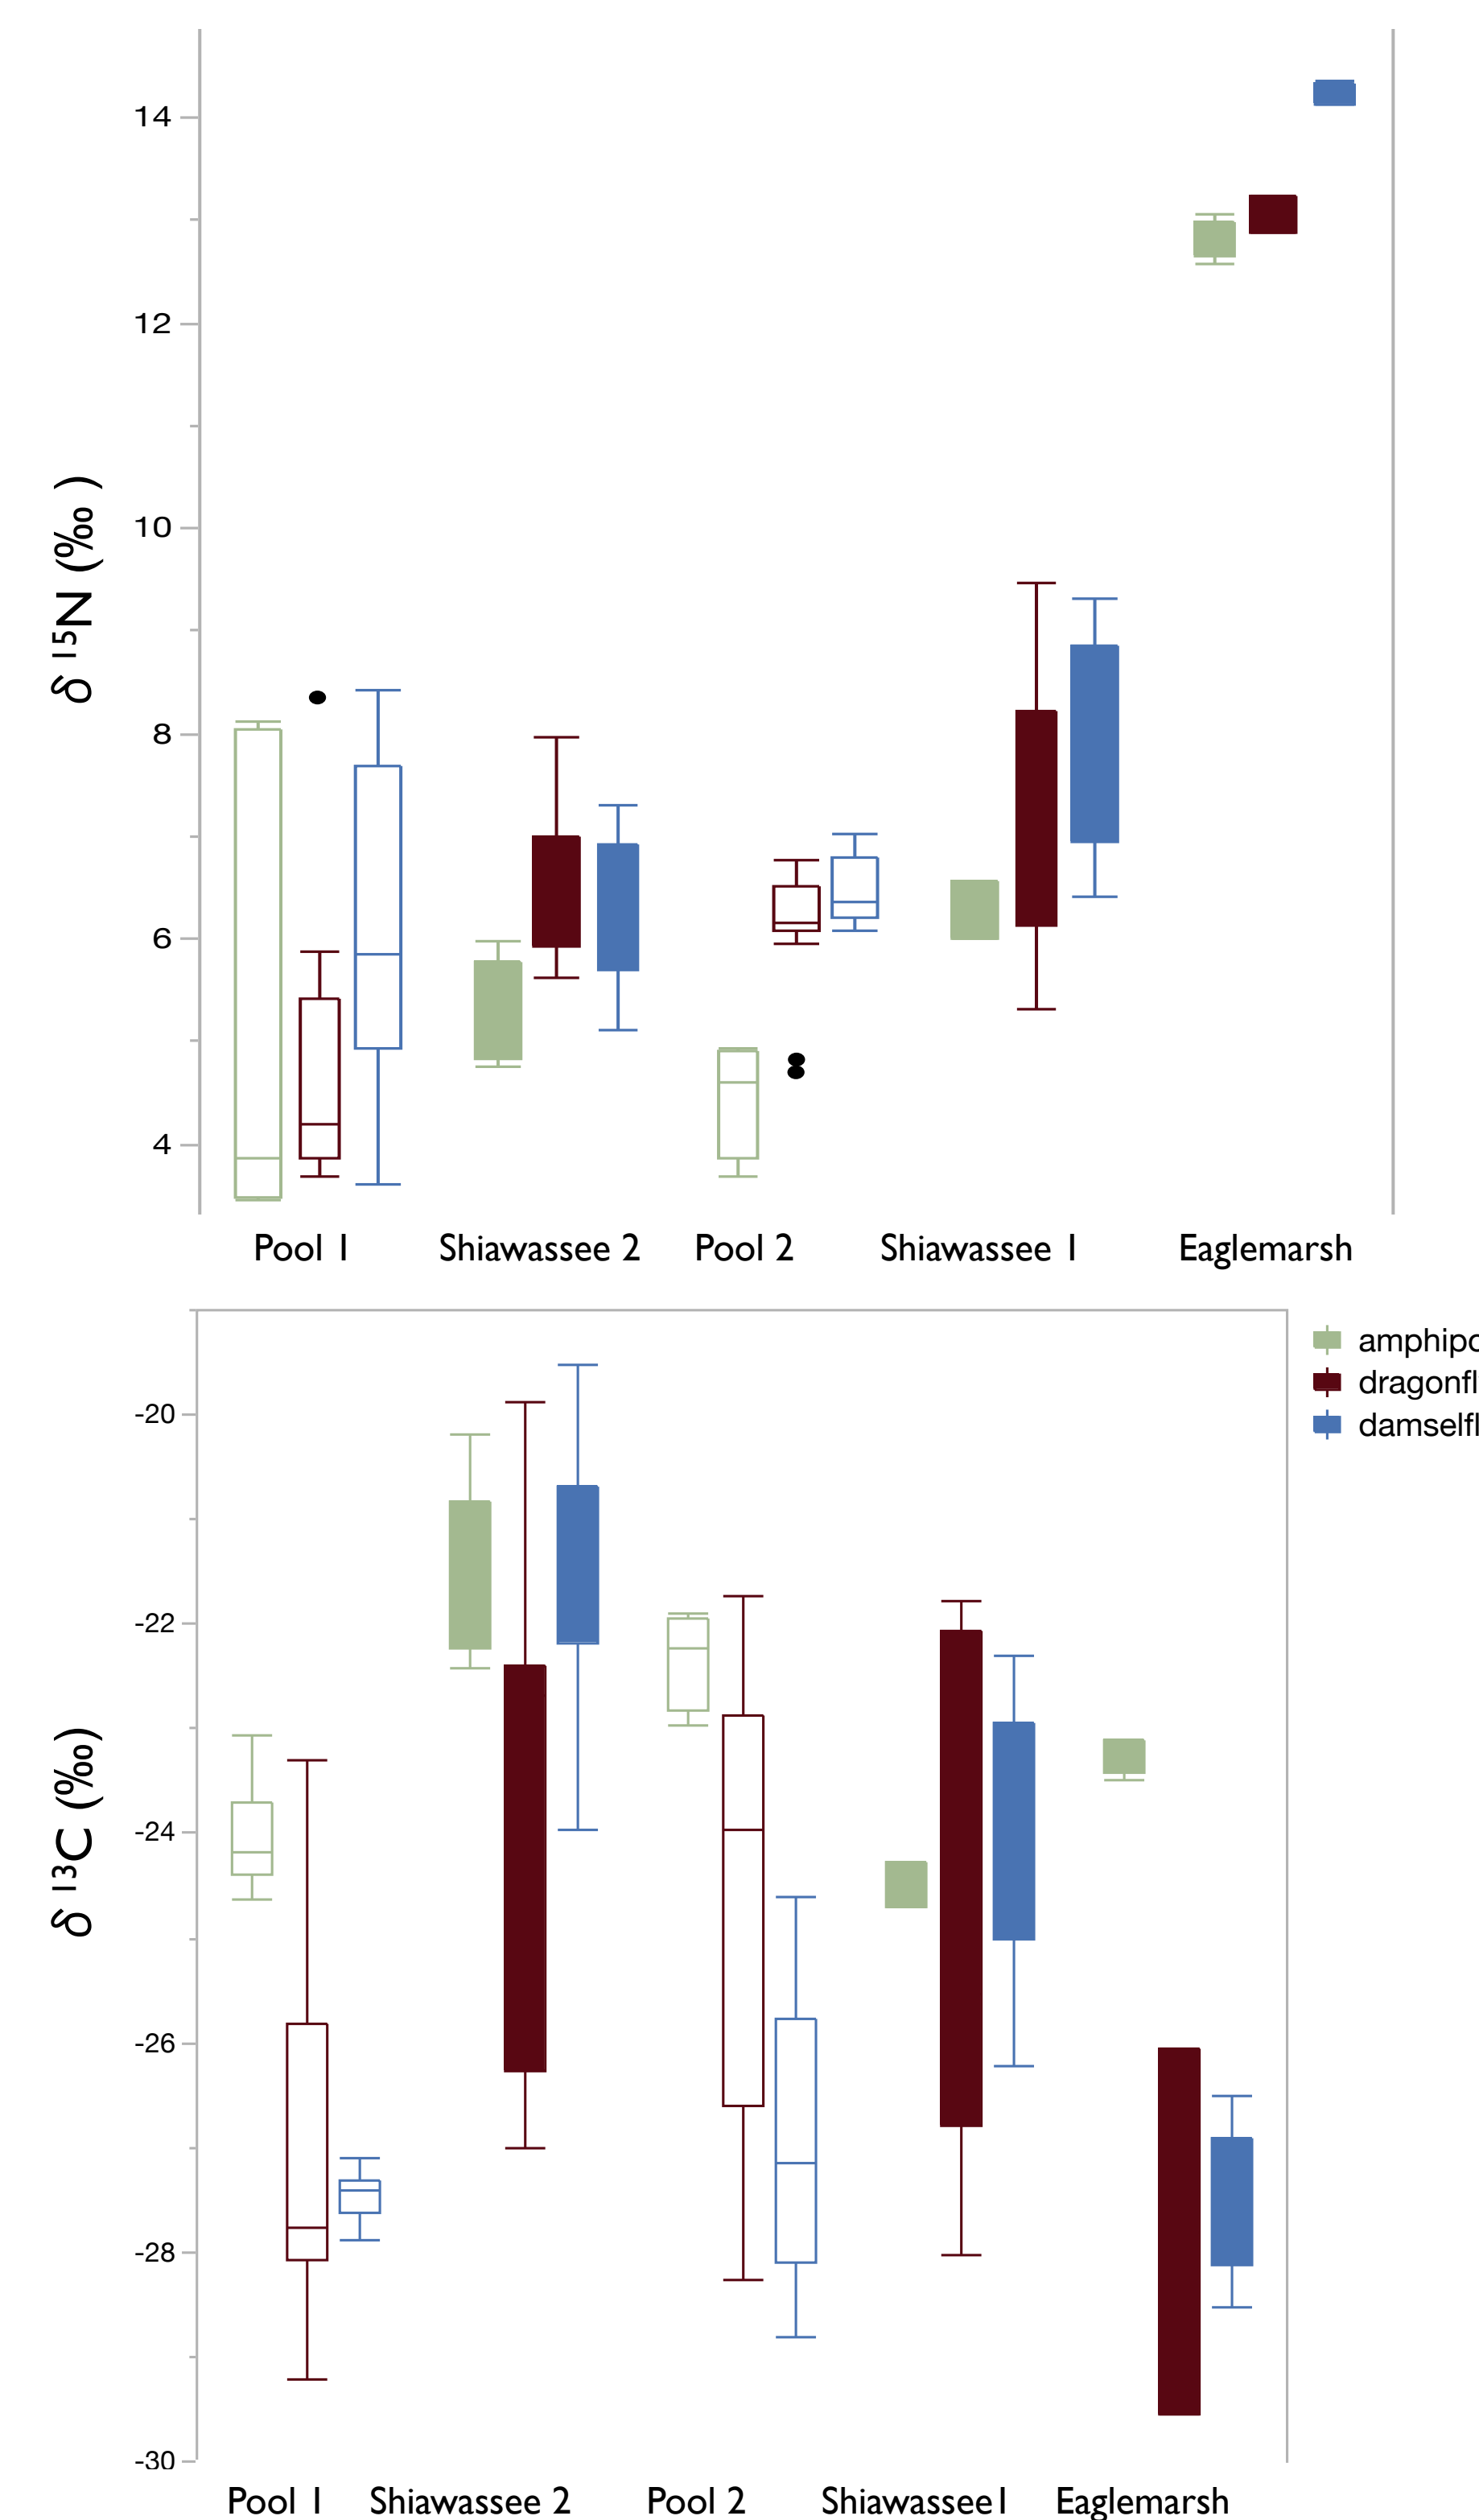 14
12
10
8
6
4
δ 15N (‰ )
Pool 1 Shiawassee 2 Pool 2 Shiawassee 1 Eaglemarsh
-20
-22
-24
-26
-28
-30
δ 13C (‰)
amphipo
dragonfl
damselfl
Pool 1 Shiawassee 2 Pool 2 Shiawassee1 Eaglemarsh